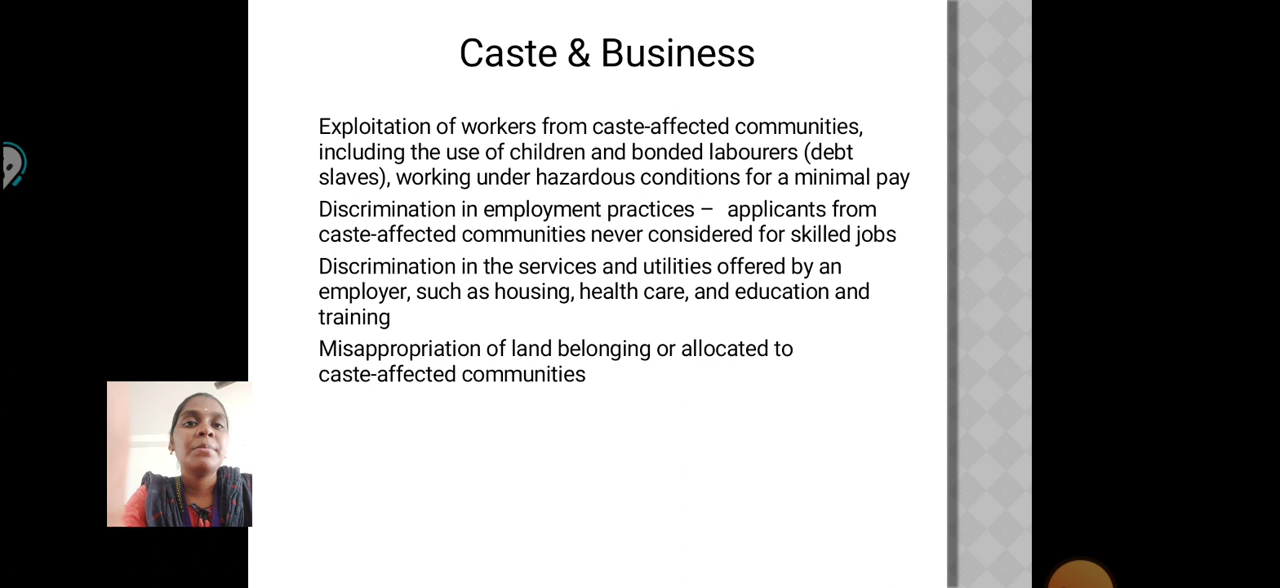 Caste & Business
Exploitation of workers from caste-affected communities,
including the use of children and bonded labourers (debt
slaves), working under hazardous conditions for a minimal pay
Discrimination in employment practices – applicants from
caste-affected communities never considered for skilled jobs
Discrimination in the services and utilities offered by an
employer, such as housing, health care, and education and
training
Misappropriation of land belonging or allocated to
caste-affected communities